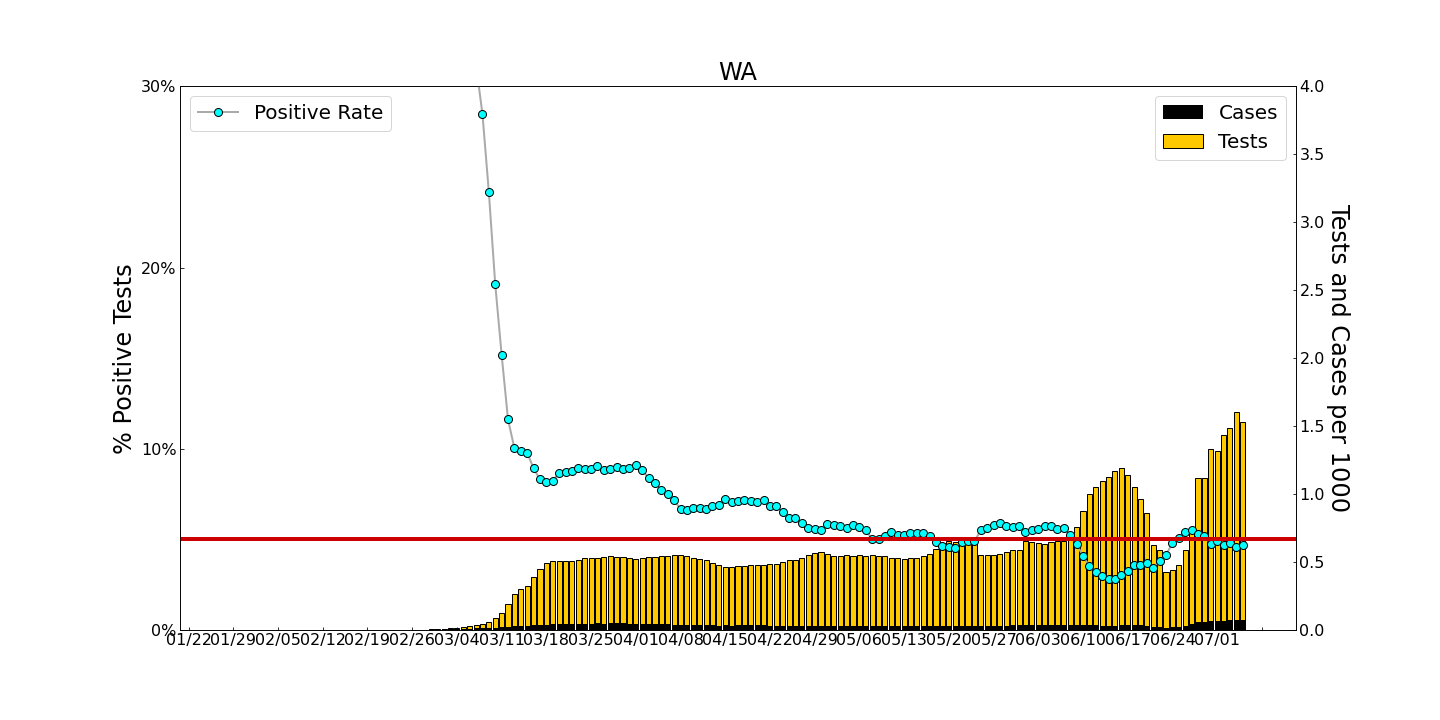 WA
30%
20%
10%
0%
% Positive Tests
Positive Rate
Cases
Tests
4.0
3.5
3.0
2.5
2.0
1.5
1.0
0.5
0.0
Tests and Cases per 1000
01/22 01/29 02/05 02/12 02/19 02/26 03/04 03/11 03/18 03/25 04/01 04/08 04/15 04/22 04/29 05/06 05/13 05/20 05/27 06/03 06/10 06/17 06/24 07/01